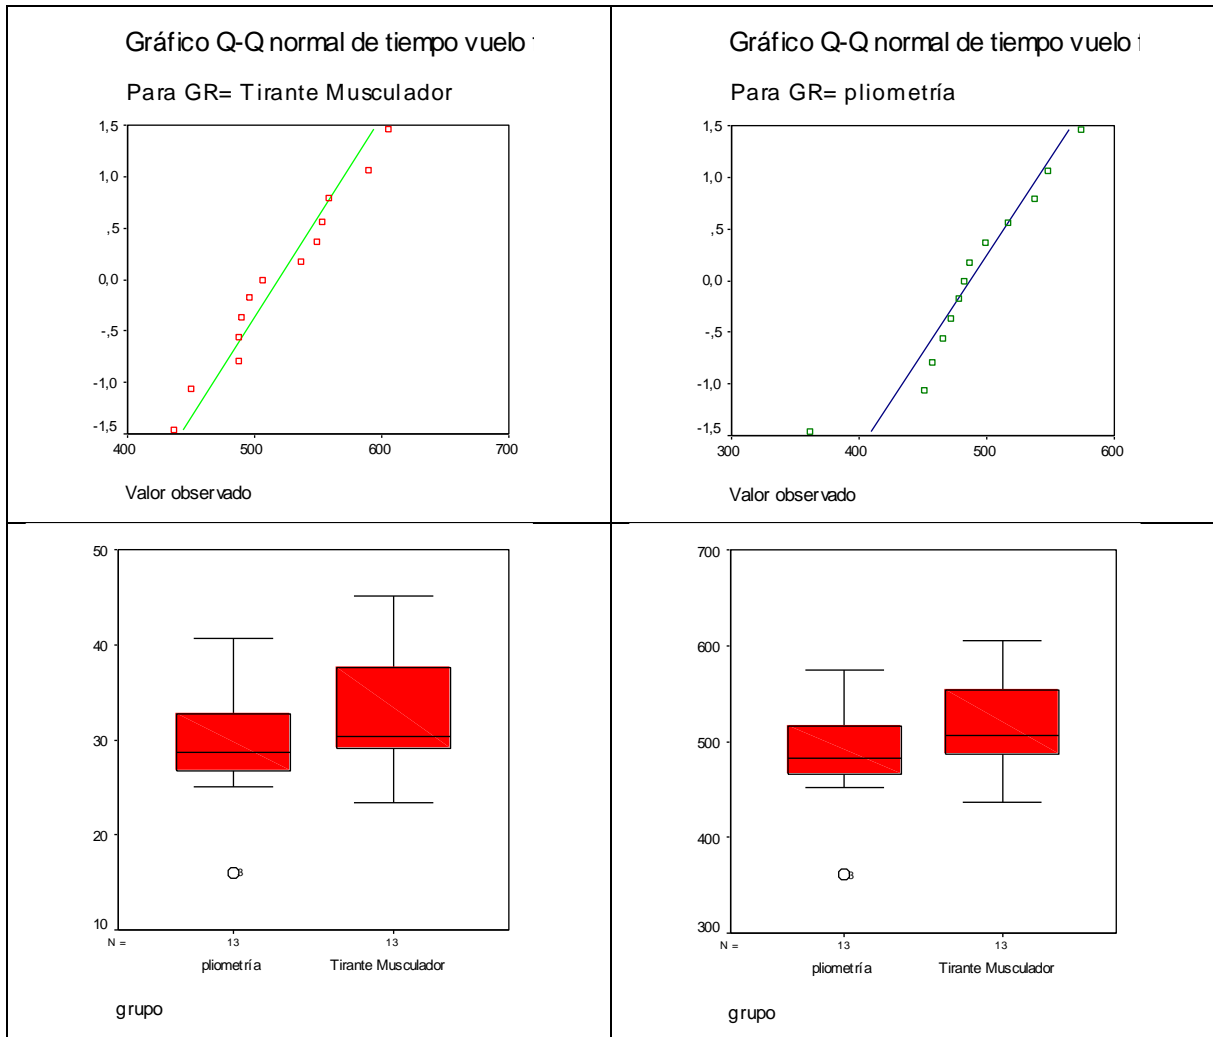 Gráfico Q-Q normal de tiempo vuelo
Para GR= Tirante Musculador
1,5
1,0
,5
0,0
-,5
-1,0
-1,5
400 500 600 700
Valor observado
Gráfico Q-Q normal de tiempo vuelo
Para GR= pliometría
1,5
1,0
,5
0,0
-,5
-1,0
-1,5
300 400 500 600
Valor observado
50
40
30
20
10
3
N = 13 13
pliometría Tirante Musculador
grupo
700
600
500
400
300
3
N = 13 13
pliometría Tirante Musculador
grupo